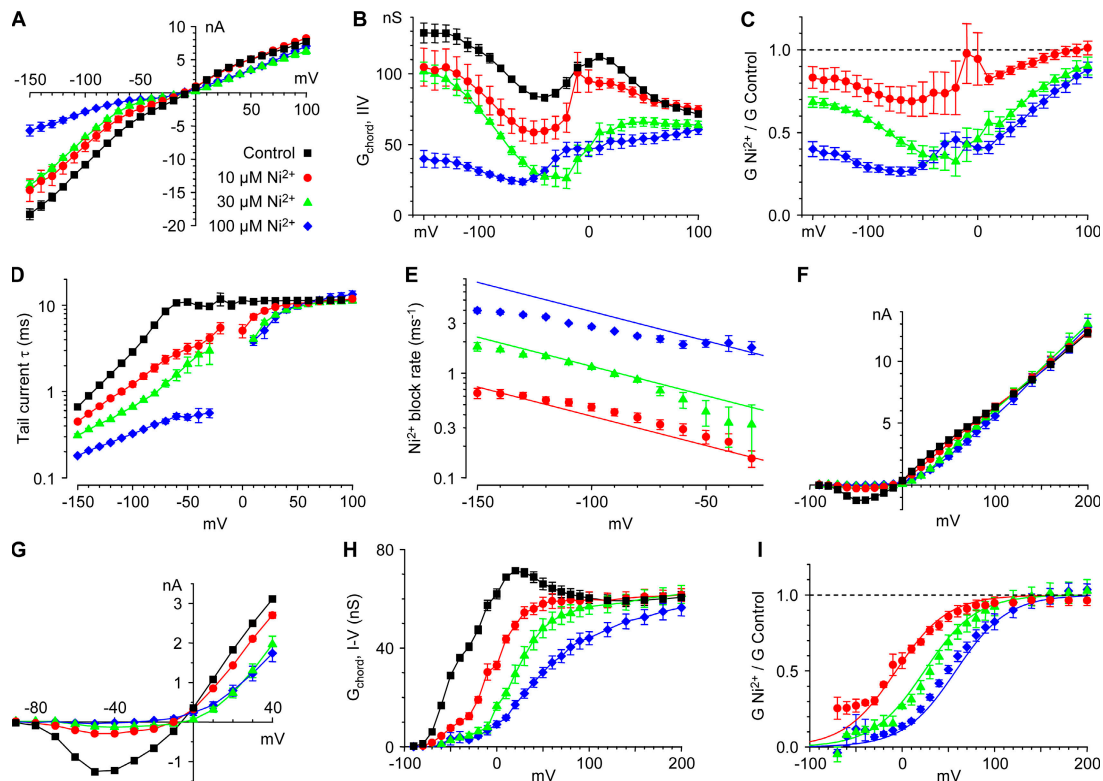 A
nA
5
-150
-100
-50
mV
50
100
-5
-10
-15
-20
Control
10 µM Ni2+
30 µM Ni2+
100 µM Ni2+
B
nS
Gchord, IIV
100
50
0
mV
-100
0
100
C
G Ni2+ / G Control
1.0
0.5
0
mV
-100
0
100
D
Tail current τ (ms)
10
1
0.1
-150
-100
-50
0
50
100
mV
E
Ni2+ block rate (ms-1)
3
1
0.3
0.1
-150
-100
-50
mV
F
nA
10
5
-100
0
100
200
mV
G
nA
3
2
1
-80
-40
40
mV
-1
H
Gchord, I-V (nS)
80
60
40
20
0
-100
0
100
200
mV
I
G Ni2+ / G Control
1.0
0.5
0.0
-100
0
100
200
mV